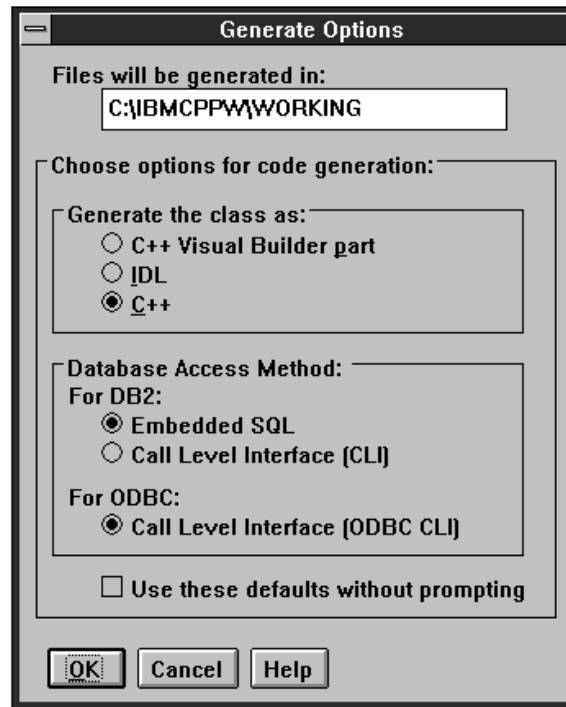 Generate Options
Files will be generated in:
C:\IBMCPPW\WORKING
Choose options for code generation:
Generate the class as:
C++ Visual Builder part
IDL
C++
Database Access Method:
For DB2:
Embedded SQL
Call Level Interface (CLI)
For ODBC:
Call Level Interface (ODBC CLI)
Use these defaults without prompting
OK Cancel Help